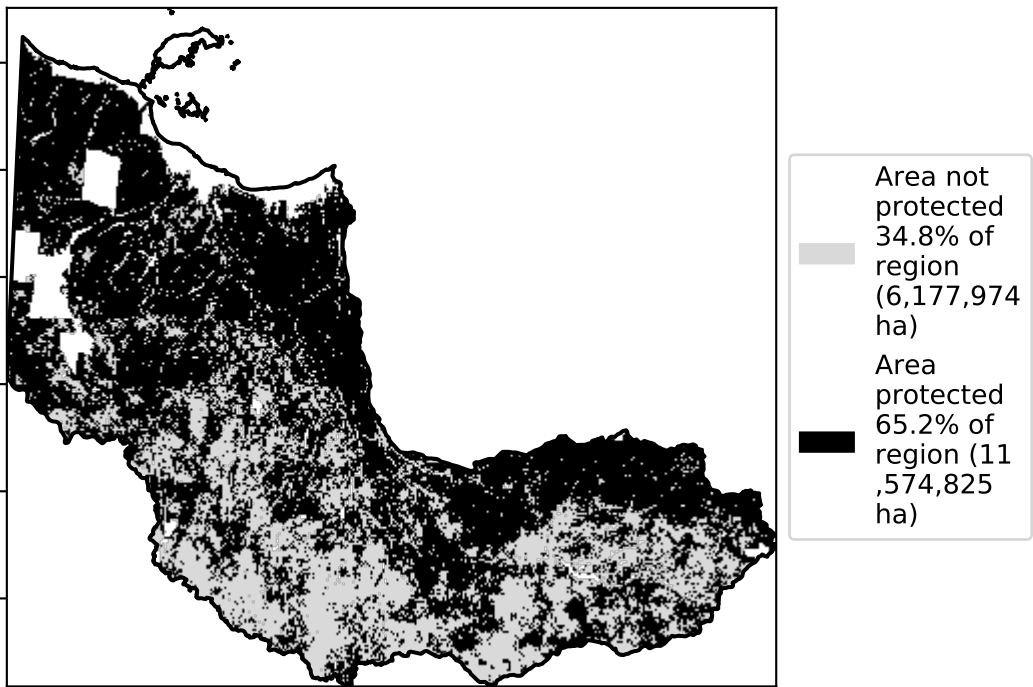 Area not
protected
34.8% of
region
(6,177,974
ha)
Area
protected
65.2% of
region (11
,574,825
ha)